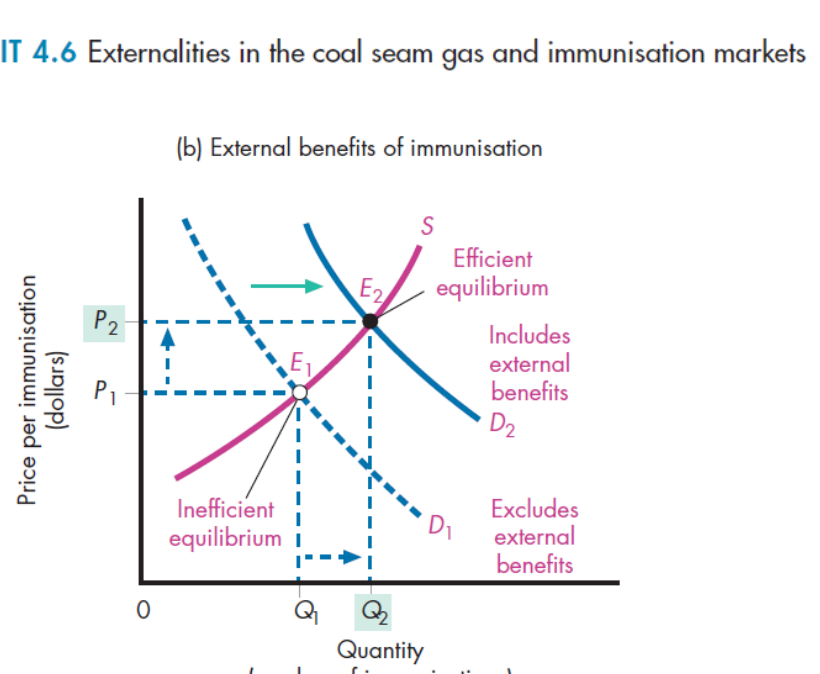 IT 4.6 Externalities in the coal seam gas and immunisation markets
(b) External benefits of immunisation
Price per immunisation
(dollars)
S
Efficient
equilibrium
E2
P2
Includes
external
benefits
E1
P1
D2
Inefficient
equilibrium
Excludes
external
benefits
D1
0
Q1
Q2
Quantity